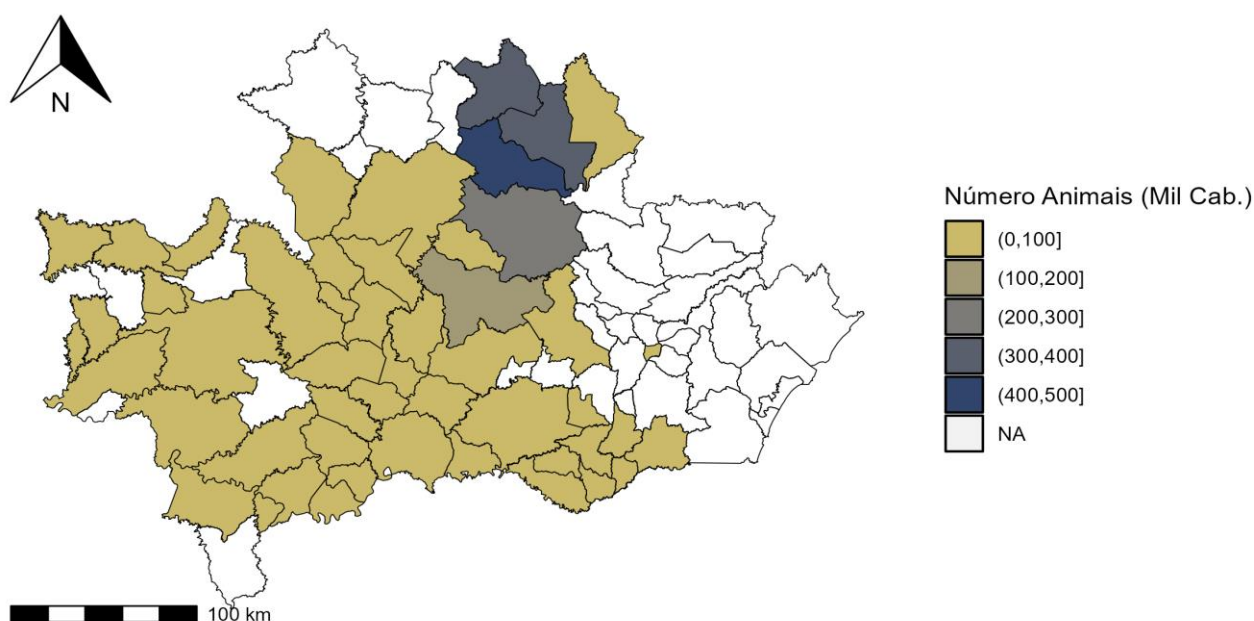 N
Número Animais (Mil Cab.)
(0,100]
(100,200]
(200,300]
(300,400]
(400,500]
NA
100 km